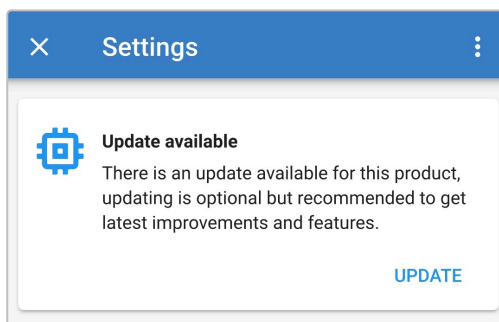 Settings
Update available
There is an update available for this product,
updating is optional but recommended to get
latest improvements and features.
UPDATE